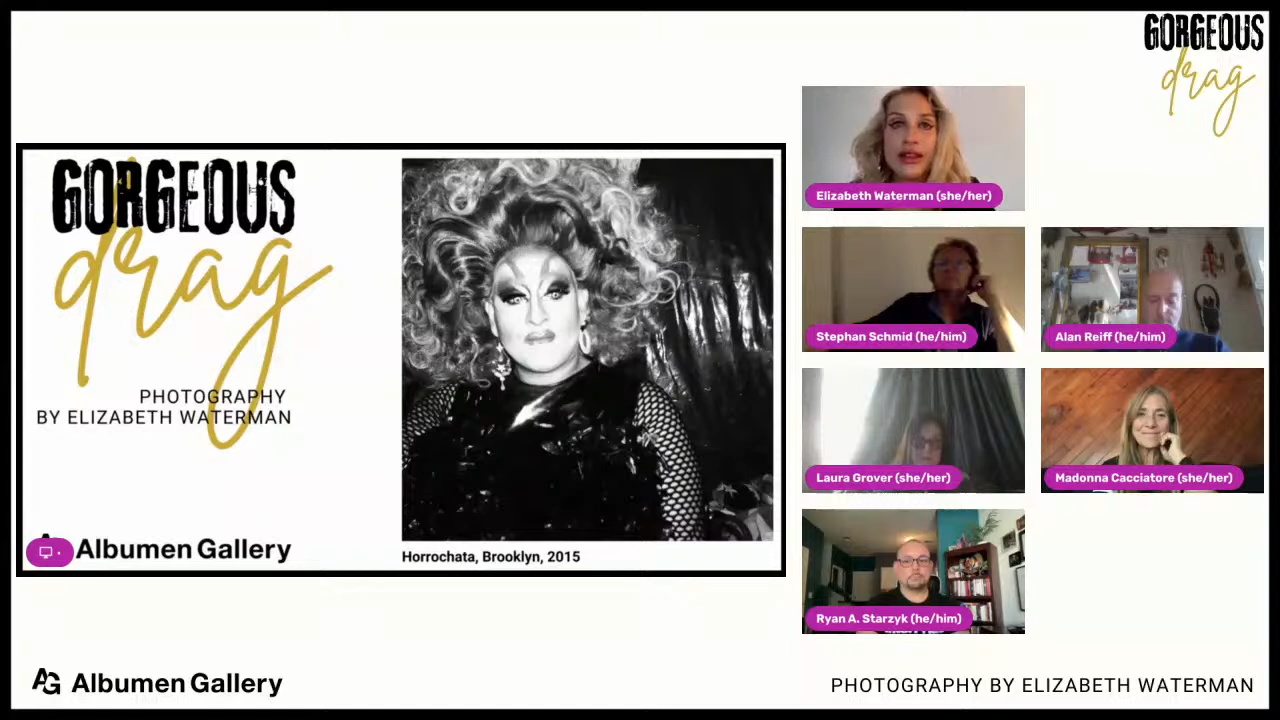 GORGEOUS
drag
GORGEOUS
drag
PHOTOGRAPHY
BY ELIZABETH WATERMAN
Albumen Gallery
Horrochata, Brooklyn, 2015
Elizabeth Waterman (she/her)
Stephan Schmid (he/him)
Alan Reiff (he/him)
Laura Grover (she/her)
Madonna Cacciatore (she/her)
Ryan A. Starzyk (he/him)
AG Albumen Gallery
PHOTOGRAPHY BY ELIZABETH WATERMAN